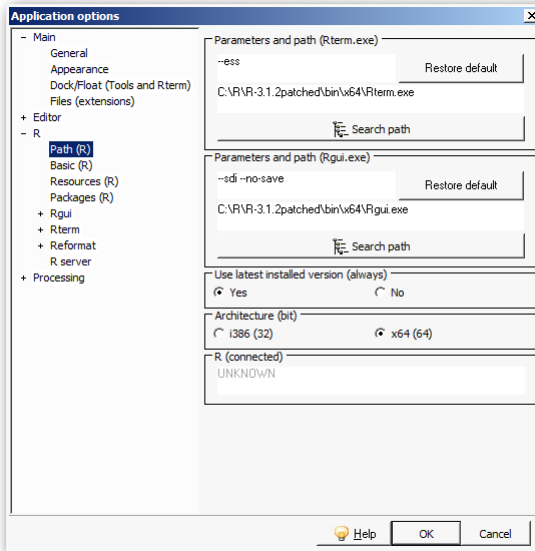 Application options
- Main
General
Appearance
Dock/Float (Tools and Rterm)
Files (extensions)
+ Editor
- R
Path (R)
Basic (R)
Resources (R)
Packages (R)
+ Rgui
+ Rterm
+ Reformat
R server
+ Processing
Parameters and path (Rterm.exe)
--ess
Restore default
C:\R\R-3.1.2patched\bin\x64\Rterm.exe
Search path
Parameters and path (Rgui.exe)
--sdi --no-save
Restore default
C:\R\R-3.1.2patched\bin\x64\Rgui.exe
Search path
Use latest installed version (always)
Yes No
Architecture (bit)
i386 (32) x64 (64)
R (connected)
UNKNOWN
Help OK Cancel